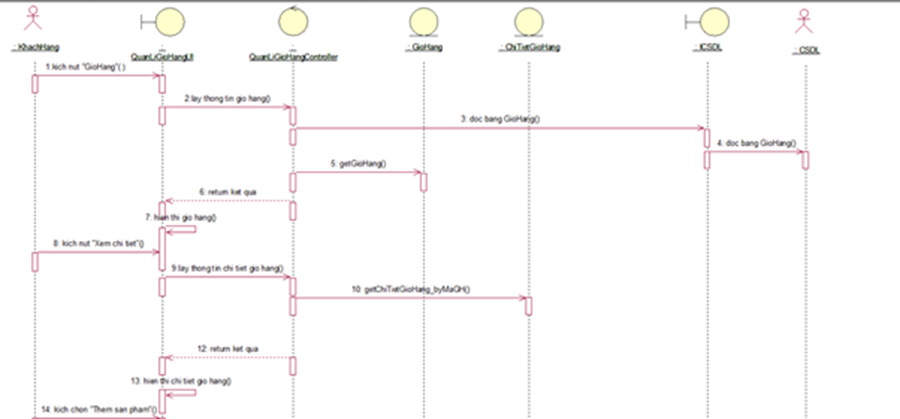 : KhachHang
: QuanLiGioHangUI
: QuanLiGioHangController
: GioHang
: ChiTietGioHang
: ICSDL
: CSDL
1:kich nut "GioHang"( )
2:lay thong tin gio hang()
3: doc bang GioHang()
4: doc bang GioHang()
5: getGioHang()
6: return ket qua
7: hien thi gio hang()
8: kich nut "Xem chi tiet"()
9:lay thong tin chi tiet gio hang()
10: getChiTietGioHang_byMaGH()
12: return ket qua
13: hien thi chi tiet gio hang()
14: kich chon "Them san pham"()